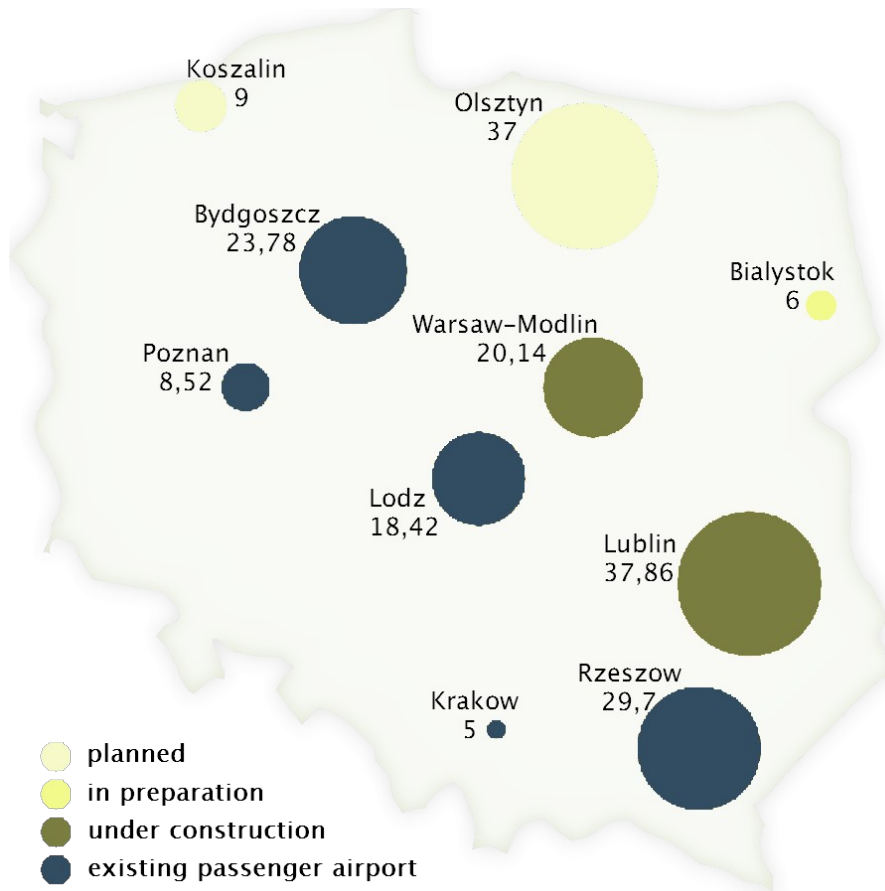 Koszalin
9
Olsztyn
37
Bydgoszcz
23,78
Bialystok
6
Warsaw-Modlin
20,14
Poznan
8,52
Lodz
18,42
Lublin
37,86
Rzeszow
29,7
Krakow
5
planned
in preparation
under construction
existing passenger airport